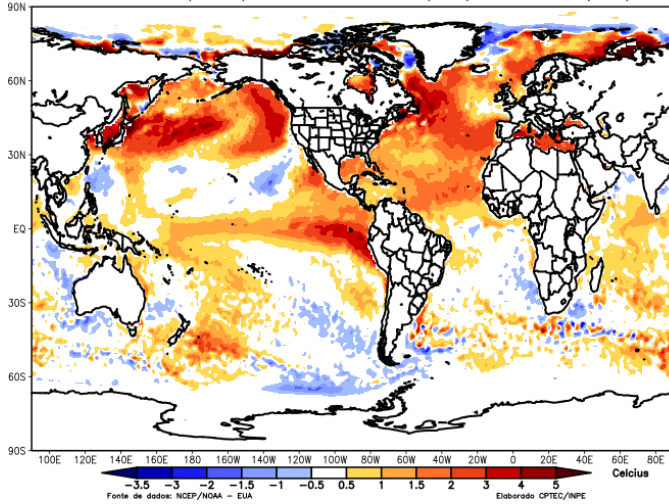 90N
60N
30N
EQ
30S
60S
90S
100E 120E 140E 160E 180 160W 140W 120W 100W 80W 60W 40W 20W 0 20E 40E 60E 80E
-3.5 -2.5 -2 -1.5 -1 -0.5 0.5 1 1.5 2 3 4 5 Celcius
Fonte de dados: NCEP/NOAA - EUA Elaborado CPTEC/INPE